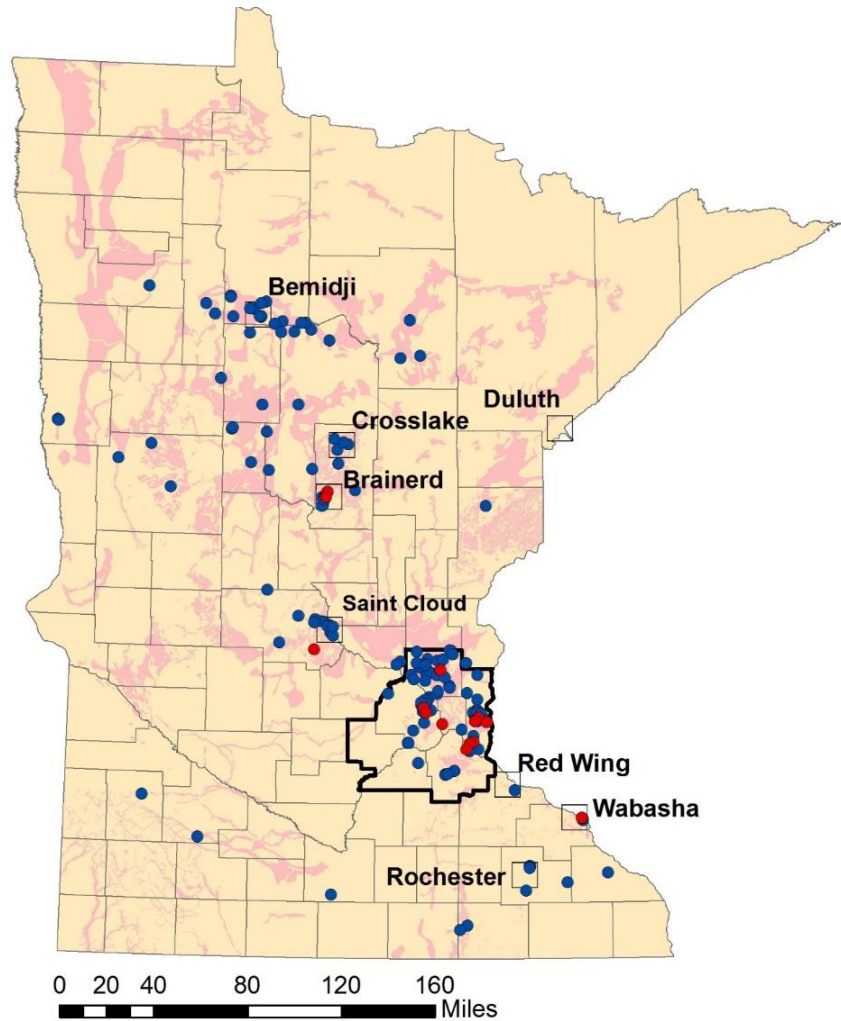 Bemidji
Duluth
Crosslake
Brainerd
Saint Cloud
Red Wing
Wabasha
Rochester
0 20 40 80 120 160
Miles